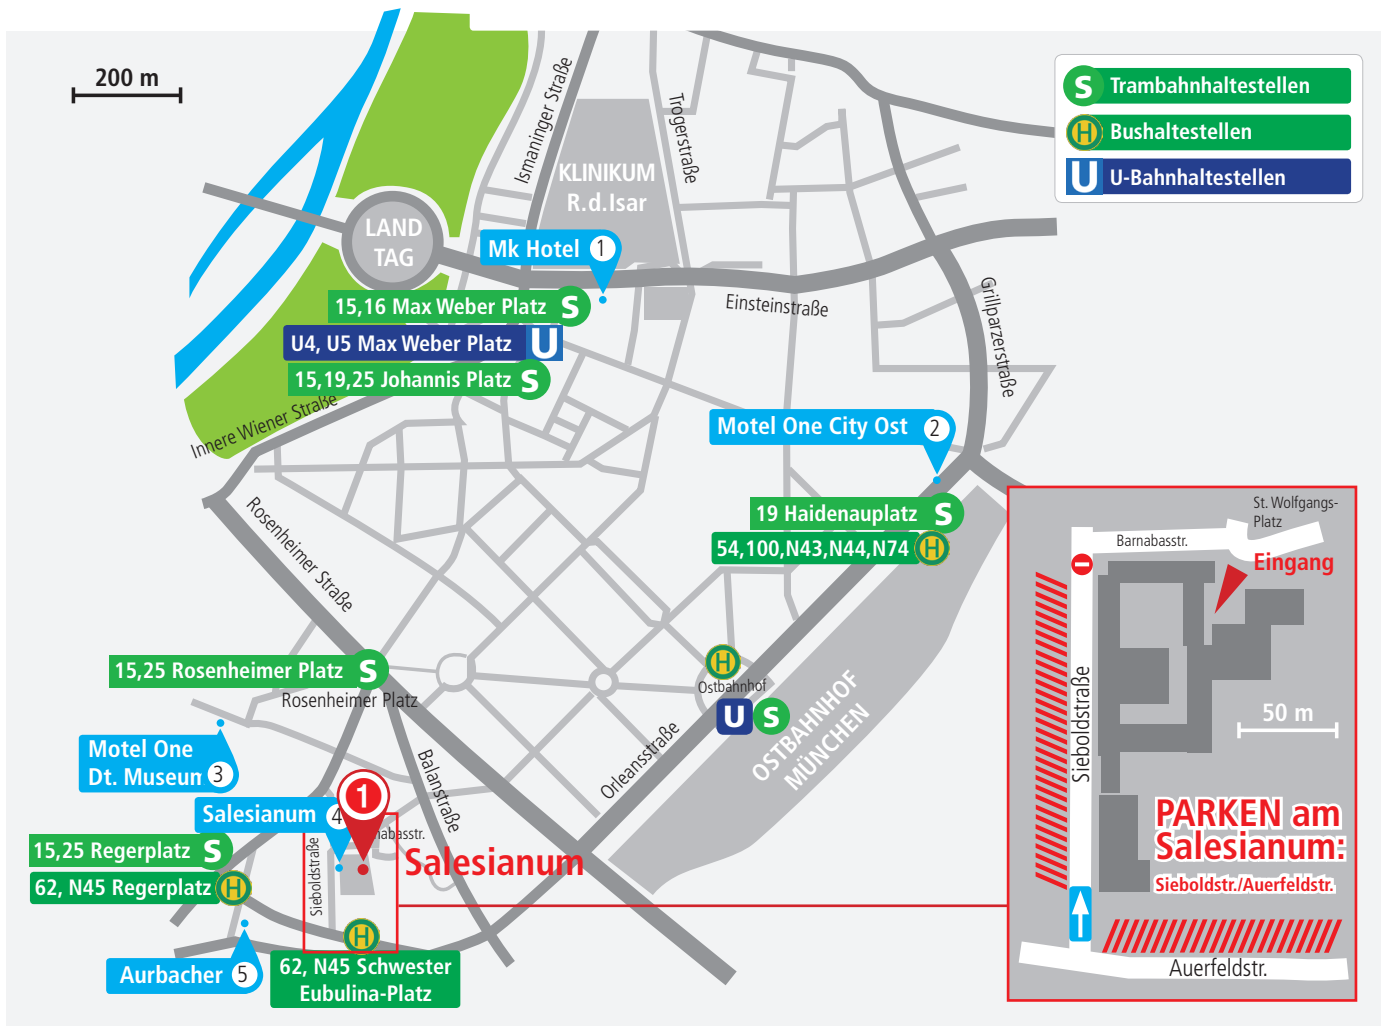 200 m
S Trambahnhaltestellen
H Bushaltestellen
U U-Bahnhaltestellen
Ismaninger Straße
Trogerstraße
KLINIKUM
R.d.Isar
LAND
TAG
Mk Hotel 1
15,16 Max Weber Platz S
Einsteinstraße
Grillparzerstraße
U4, U5 Max Weber Platz U
15,19,25 Johannis Platz S
Innere Wiener Straße
Motel One City Ost 2
19 Haidenauplatz S
54,100,N43,N44,N74 H
Rosenheimer Straße
15,25 Rosenheimer Platz S
Rosenheimer Platz
H
Ostbahnhof
U S
OSTBAHNHOF
MÜNCHEN
Orleansstraße
Balanstraße
Motel One
Dt. Museum 3
Salesianum 4
1
nabasstr.
Salesianum
Sieboldstraße
15,25 Regerplatz S
62, N45 Regerplatz H
H
Aurbacher 5
62, N45 Schwester
Eubulina-Platz
St. Wolfgangs-
Platz
Barnabasstr.
Eingang
Sieboldstraße
50 m
PARKEN am
Salesianum:
Sieboldstr./Auerfeldstr.
Auerfeldstr.